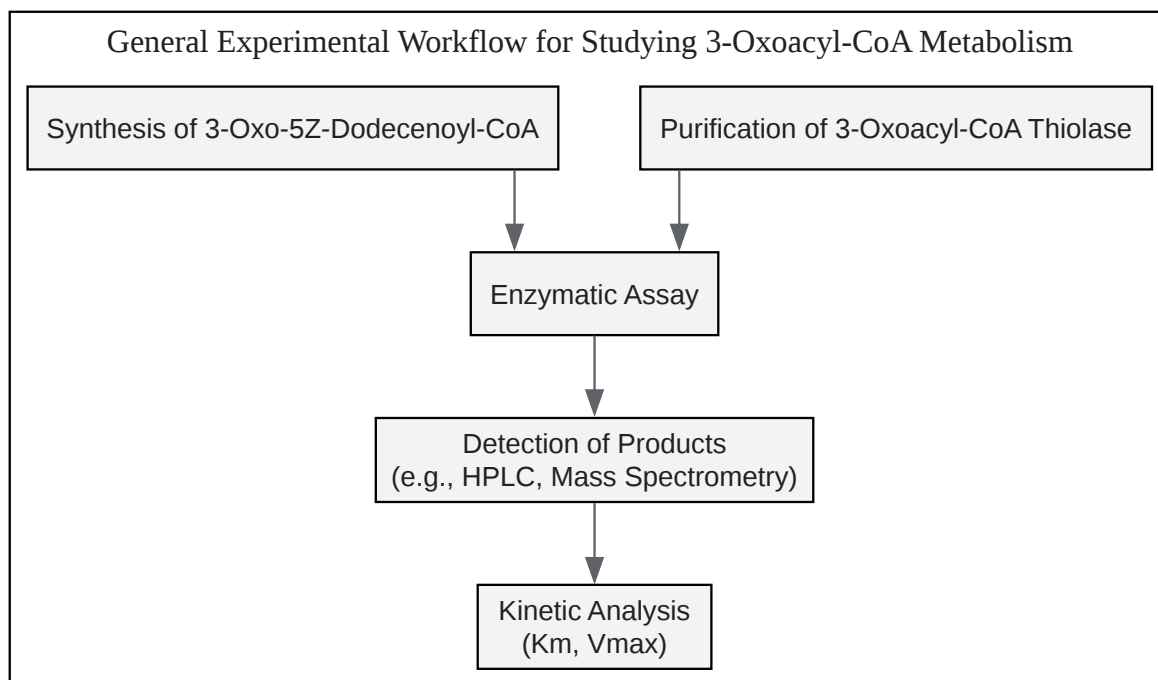 General Experimental Workflow for Studying 3-Oxoacyl-CoA Metabolism
Synthesis of 3-Oxo-5Z-Dodecenoyl-CoA
Purification of 3-Oxoacyl-CoA Thiolase
Enzymatic Assay
Detection of Products
(e.g., HPLC, Mass Spectrometry)
Kinetic Analysis
(Km, Vmax)